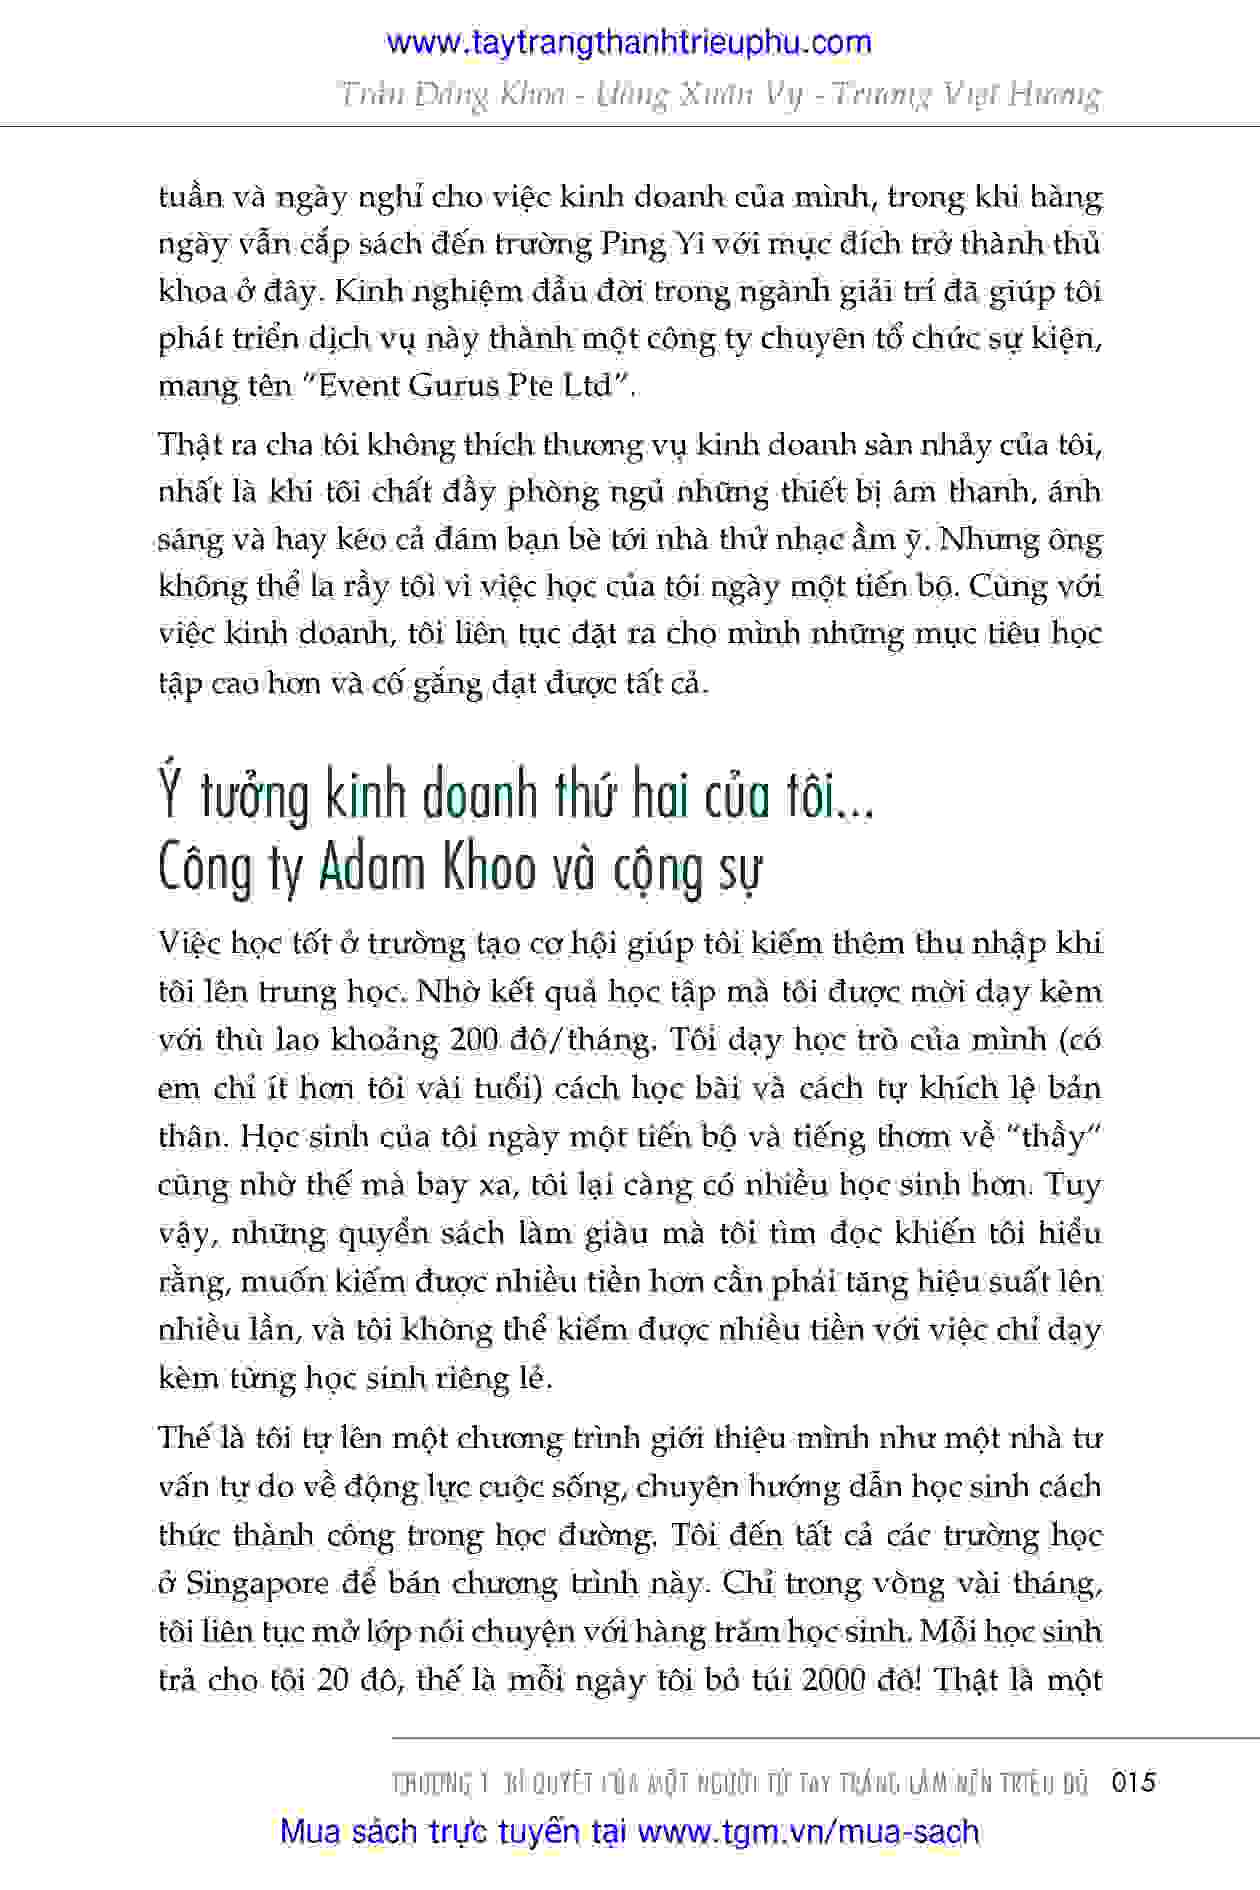 www.taytrangthanhtrieuphu.com
Trần Đăng Khoa - Uông Xuân Vy - Trương Việt Hương
tuần và ngày nghỉ cho việc kinh doanh của mình, trong khi hàng
ngày vẫn cắp sách đến trường Ping Yi với mục đích trở thành thủ
khoa ở đây. Kinh nghiệm đầu đời trong ngành giải trí đã giúp tôi
phát triển dịch vụ này thành một công ty chuyên tổ chức sự kiện,
mang tên “Event Gurus Pte Ltd”.
Thật ra cha tôi không thích thương vụ kinh doanh sàn nhảy của tôi,
nhất là khi tôi chất đầy phòng ngủ những thiết bị âm thanh, ánh
sáng và hay kéo cả đám bạn bè tới nhà thử nhạc ầm ỹ. Nhưng ông
không thể la rầy tôi vì việc học của tôi ngày một tiến bộ. Cùng với
việc kinh doanh, tôi liên tục đặt ra cho mình những mục tiêu học
tập cao hơn và cố gắng đạt được tất cả.
Ý tưởng kinh doanh thứ hai của tôi...
Công ty Adam Khoo và cộng sự
Việc học tốt ở trường tạo cơ hội giúp tôi kiếm thêm thu nhập khi
tôi lên trung học. Nhờ kết quả học tập mà tôi được mời dạy kèm
với thù lao khoảng 200 đô/tháng. Tôi dạy học trò của mình (có
em chỉ ít hơn tôi vài tuổi) cách học bài và cách tự khích lệ bản
thân. Học sinh của tôi ngày một tiến bộ và tiếng thơm về “thầy”
cũng nhờ thế mà bay xa, tôi lại càng có nhiều học sinh hơn. Tuy
vậy, những quyển sách làm giàu mà tôi tìm đọc khiến tôi hiểu
rằng, muốn kiếm được nhiều tiền hơn cần phải tăng hiệu suất lên
nhiều lần, và tôi không thể kiếm được nhiều tiền với việc chỉ dạy
kèm từng học sinh riêng lẻ.
Thế là tôi tự lên một chương trình giới thiệu mình như một nhà tư
vấn tự do về động lực cuộc sống, chuyên hướng dẫn học sinh cách
thức thành công trong học đường. Tôi đến tất cả các trường học
ở Singapore để bán chương trình này. Chỉ trong vòng vài tháng,
tôi liên tục mở lớp nói chuyện với hàng trăm học sinh. Mỗi học sinh
trả cho tôi 20 đô, thế là mỗi ngày tôi bỏ túi 2000 đô! Thật là một
CHƯƠNG 1 BÍ QUYẾT CỦA MỘT NGƯỜI TỪ TAY TRẮNG LÀM NÊN TRIỆU ĐÔ 015
Mua sách trực tuyến tại www.tgm.vn/mua-sach